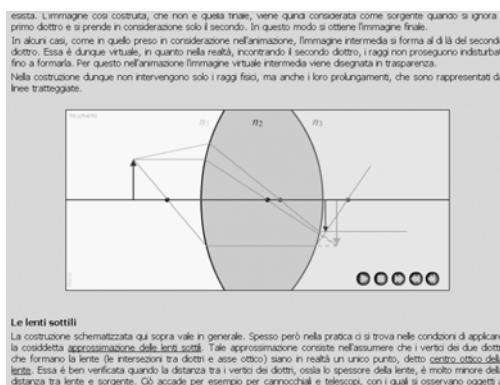 esista. L'immagine così costruita, che non è quella finale, viene quindi considerata come sorgente quando si ignora
primo diottro e si prende in considerazione solo il secondo. In questo modo si ottiene l'immagine finale.
In alcuni casi, come in quello preso in considerazione nell'animazione, l'immagine intermedia si forma al di là del secondo
diottro. Essa è dunque virtuale, in quanto nella realtà, incontrando il secondo diottro, i raggi non proseguono indisturbat
fino a formarla. Per questo nell'animazione l'immagine virtuale intermedia viene disegnata in trasparenza.
Nella costruzione dunque non intervengono solo i raggi fisici, ma anche i loro prolungamenti, che sono rappresentati da
linee tratteggiate.
n₁ n₂ n₃
Le lenti sottili
La costruzione schematizzata qui sopra vale in generale. Spesso però nella pratica ci si trova nelle condizioni di applicare
la cosiddetta approssimazione delle lenti sottili. Tale approssimazione consiste nell'assumere che i vertici dei due diottri
che formano la lente (le intersezioni tra diottri e asse ottico) siano in realtà un unico punto, detto centro ottico della
lente. Essa è ben verificata quando la distanza tra i vertici dei diottri, ossia lo spessore della lente, è molto minore della
distanza tra lente e sorgente. Ciò accade per esempio per cannocchiali e telescopi, con i quali si osservano oggetti